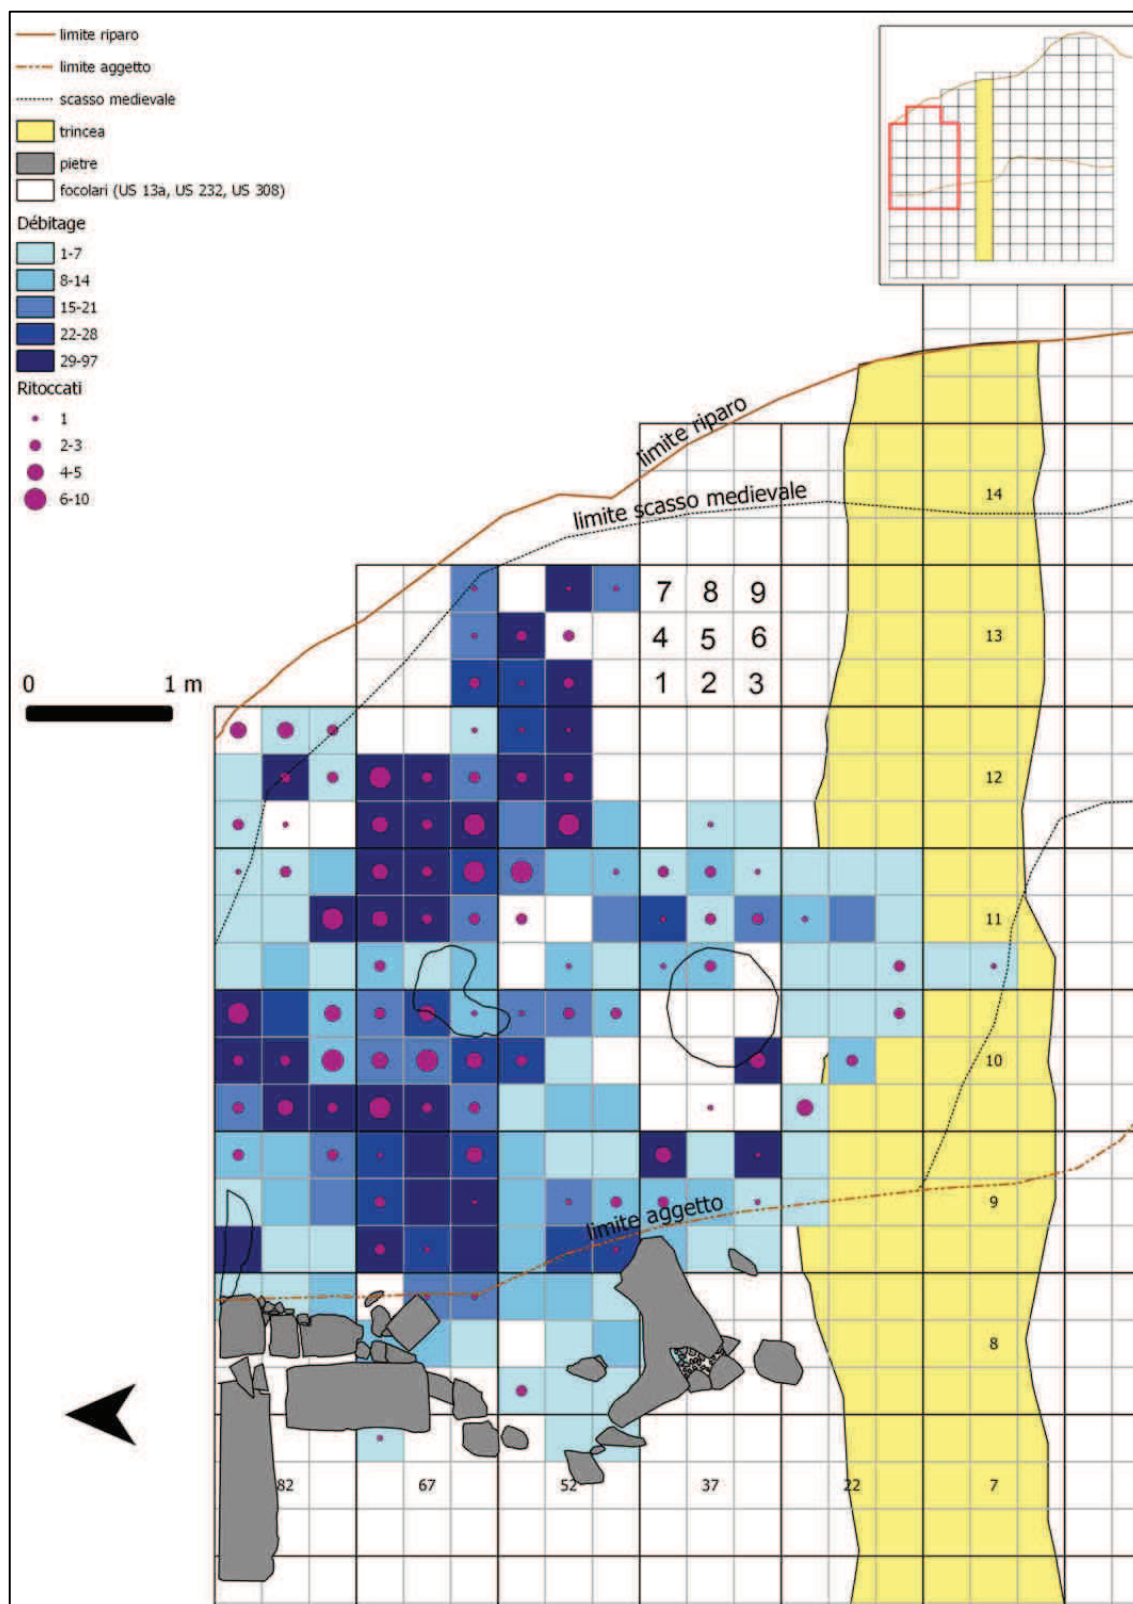 limite riparo
limite aggetto
scasso medievale
trincea
pietre
focolari (US 13a, US 232, US 308)
Débitage
1-7
8-14
15-21
22-28
29-97
Ritoccati
1
2-3
4-5
6-10
limite riparo
limite scasso medievale
14
7 8 9
4 5 6
13
1 2 3
0 1 m
12
11
10
limite aggetto
9
8
82 67 52 37 22 7